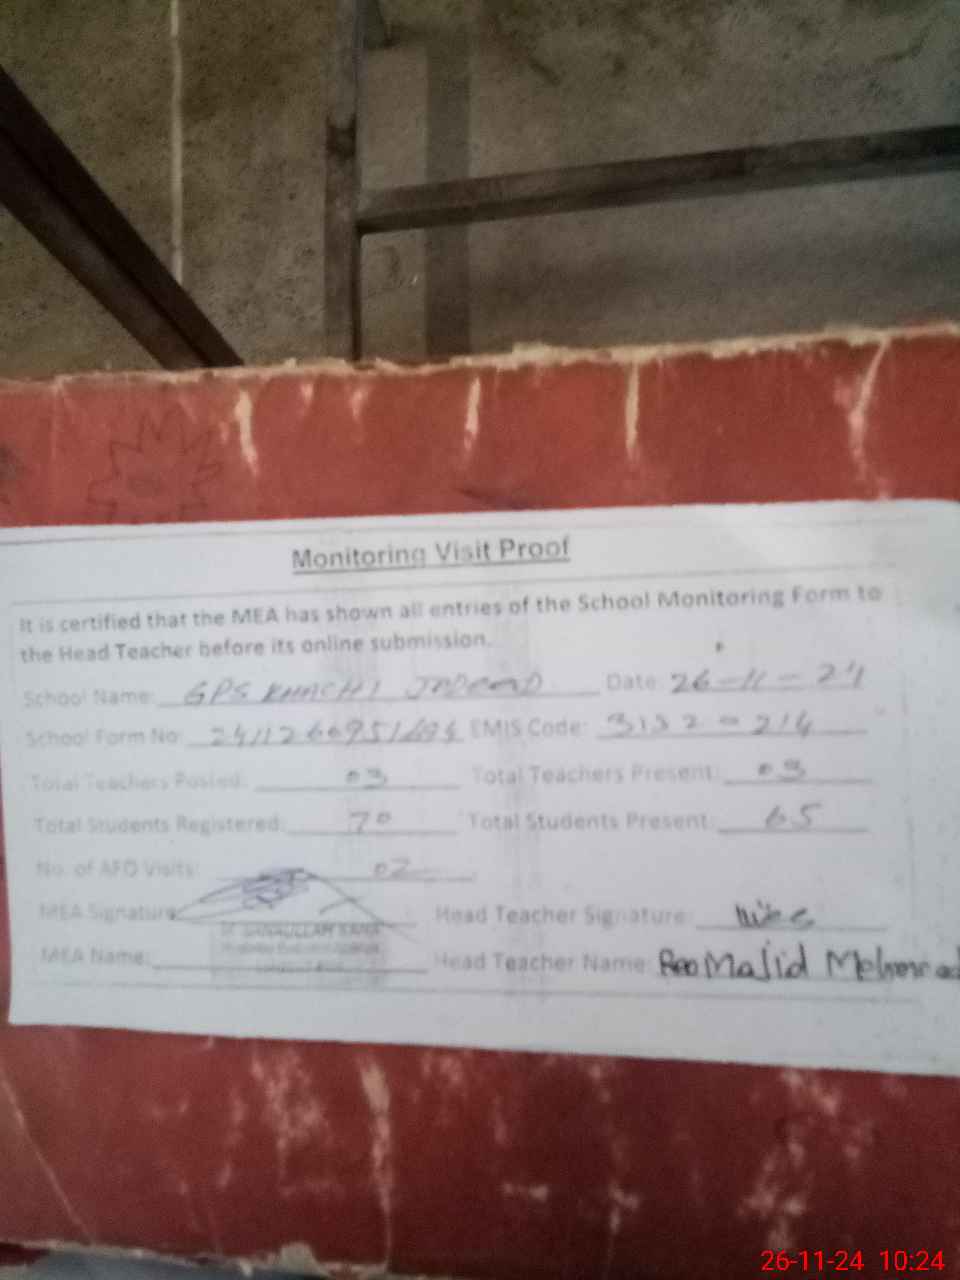 Monitoring Visit Proof
It is certified that the MEA has shown all entries of the School Monitoring Form to
the Head Teacher before its online submission.
School Name: GPS KHACHI Date: 26-11-24
School Form No: EMIS Code:
Total Teachers Posted: 03 Total Teachers Present: 03
Total Students Registered: 70 Total Students Present: 65
No. of AEO Visits: 02
MEA Signature: Head Teacher Signature:
MEA Name: Head Teacher Name: Rao Majid
26-11-24 10:24